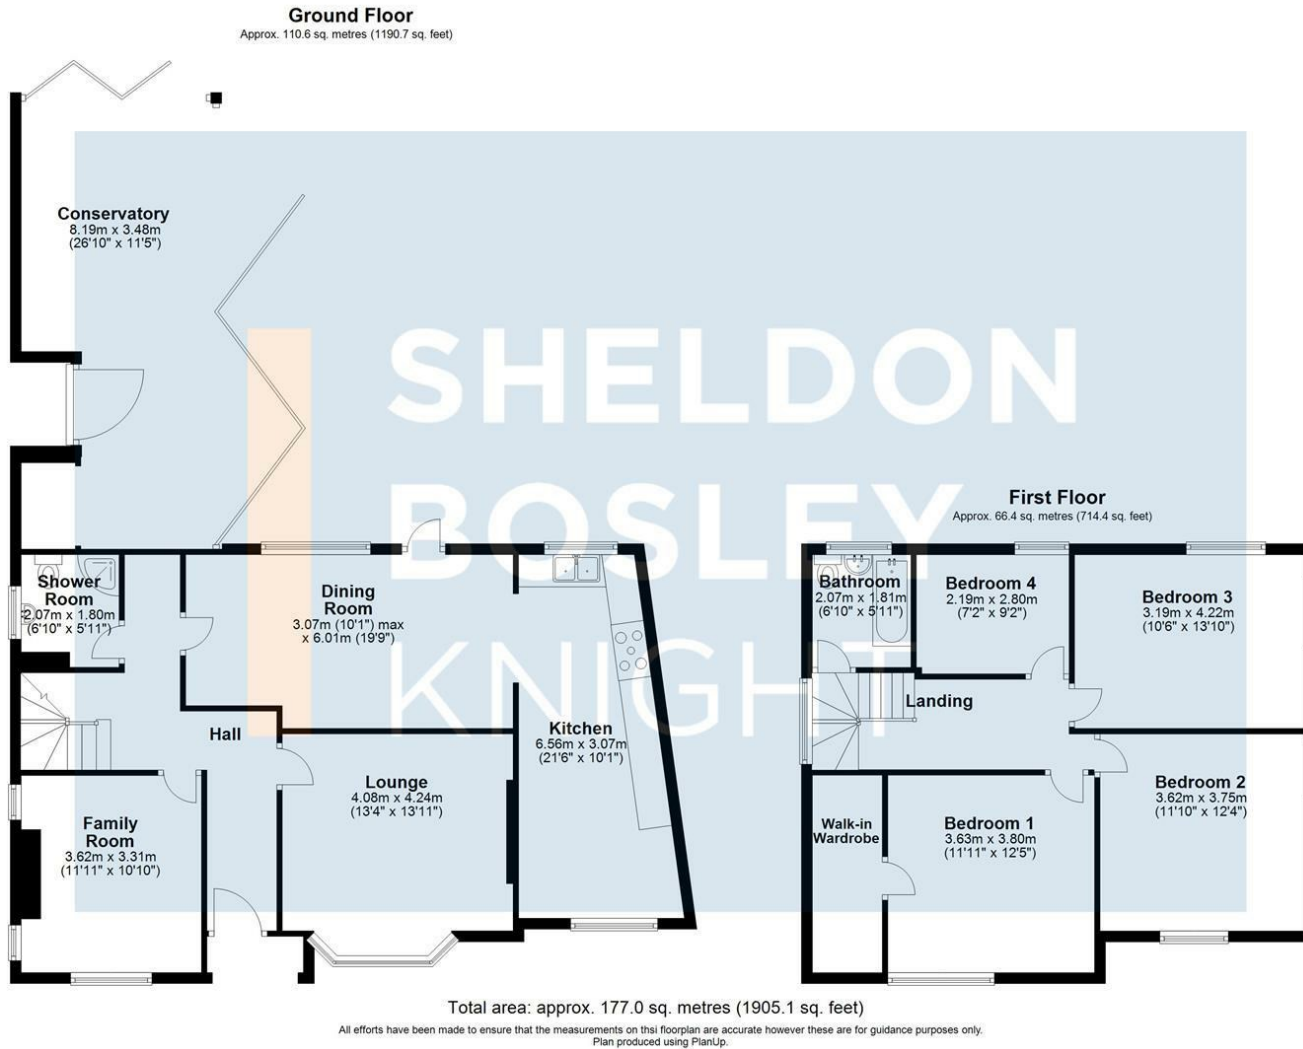 Ground Floor
Approx. 110.6 sq. metres (1190.7 sq. feet)
Conservatory
8.19m x 3.48m
(26'10" x 11'5")
SHELDON
BOSLEY
KNIGHT
First Floor
Approx. 66.4 sq. metres (714.4 sq. feet)
Shower
Room
2.07m x 1.80m
(6'10" x 5'11")
Dining
Room
3.07m (10'1") max
x 6.01m (19'9")
Kitchen
6.56m x 3.07m
(21'6" x 10'1")
Hall
Lounge
4.08m x 4.24m
(13'4" x 13'11")
Family
Room
3.62m x 3.31m
(11'11" x 10'10")
Bathroom
2.07m x 1.81m
(6'10" x 5'11")
Bedroom 4
2.19m x 2.80m
(7'2" x 9'2")
Bedroom 3
3.19m x 4.22m
(10'6" x 13'10")
Landing
Bedroom 2
3.62m x 3.75m
(11'10" x 12'4")
Walk-in
Wardrobe
Bedroom 1
3.63m x 3.80m
(11'11" x 12'5")
Total area: approx. 177.0 sq. metres (1905.1 sq. feet)
All efforts have been made to ensure that the measurements on thsi floorplan are accurate however these are for guidance purposes only.
Plan produced using PlanUp.